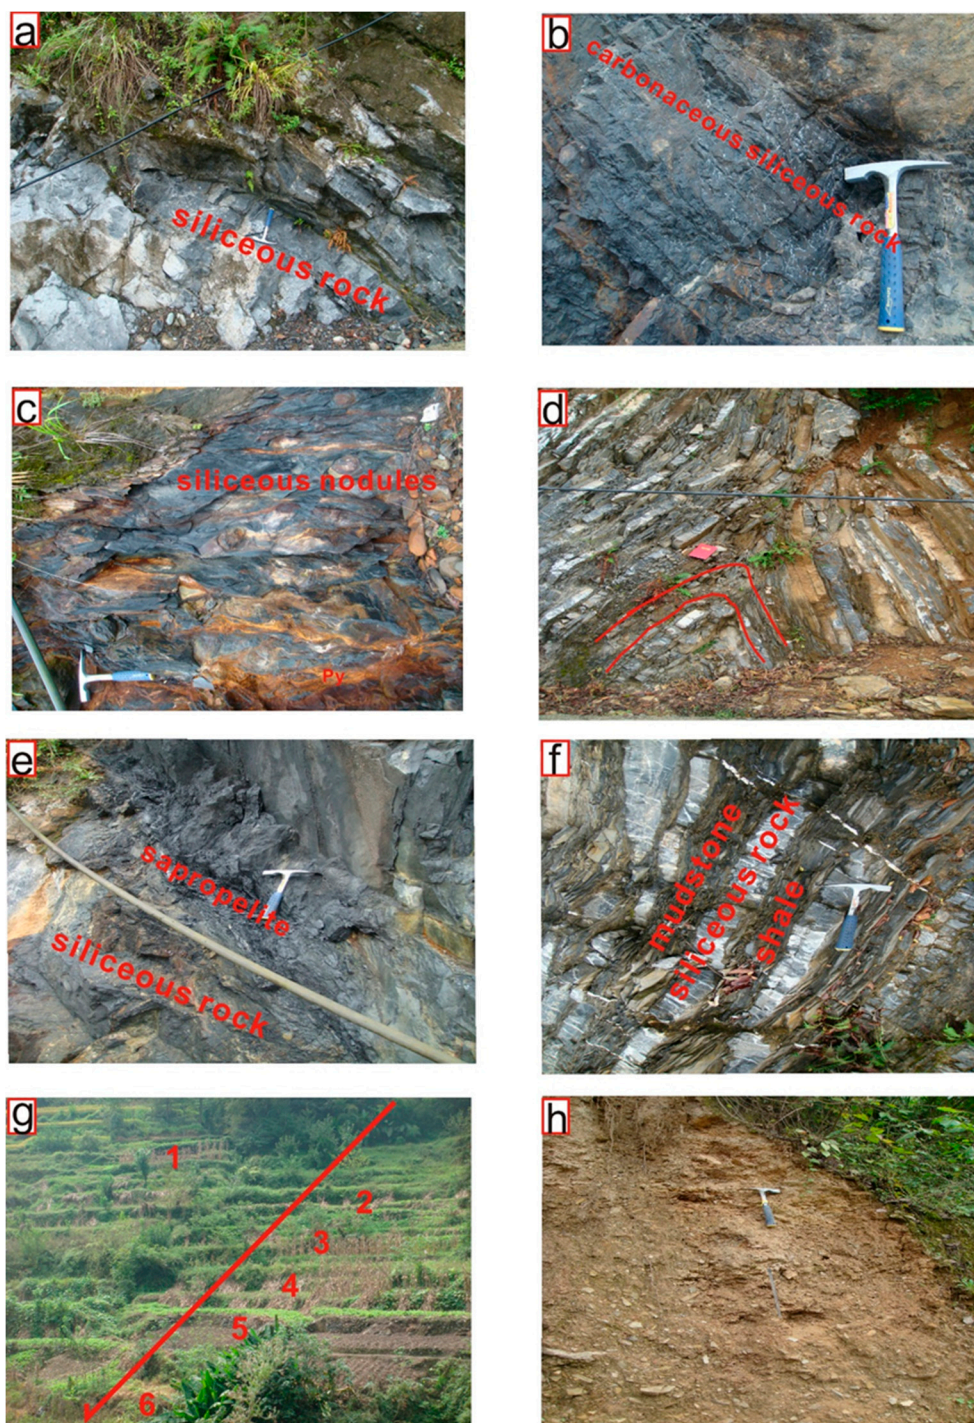 a
siliceous rock
b
carbonaceous siliceous rock
c
siliceous nodules
Py
d
e
sapropelite
siliceous rock
f
mudstone
siliceous rock
shale
g
1
2
3
4
5
6
h